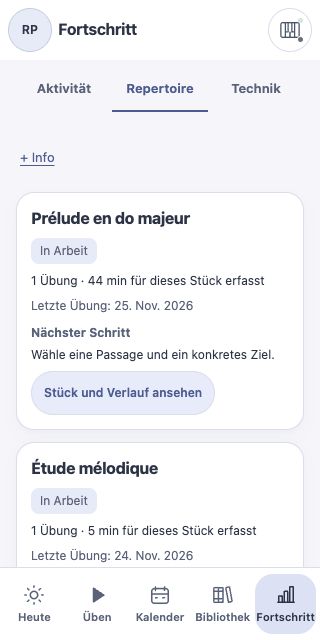 RP Fortschritt
Aktivität Repertoire Technik
+ Info
Prélude en do majeur
In Arbeit
1 Übung · 44 min für dieses Stück erfasst
Letzte Übung: 25. Nov. 2026
Nächster Schritt
Wähle eine Passage und ein konkretes Ziel.
Stück und Verlauf ansehen
Étude mélodique
In Arbeit
1 Übung · 5 min für dieses Stück erfasst
Letzte Übung: 24. Nov. 2026
Heute Üben Kalender Bibliothek Fortschritt